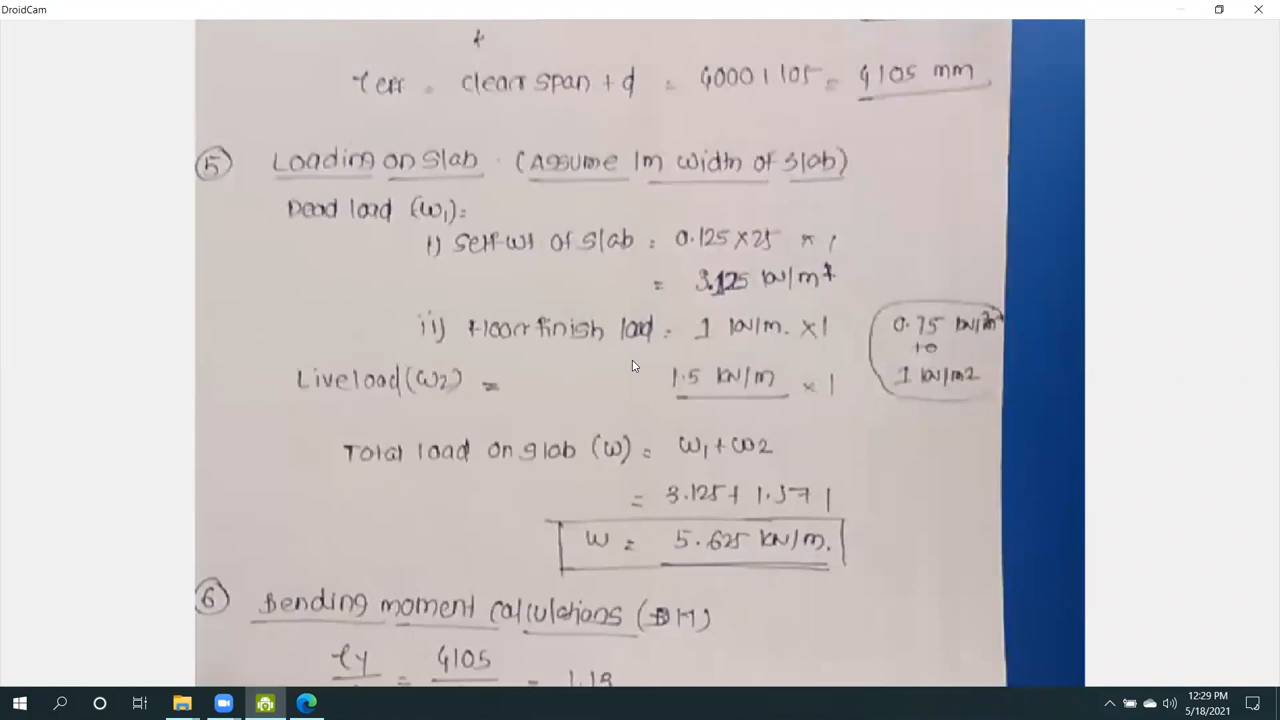 DroidCam
leff = clear span + d = 4000+105 = 4105 mm
5 Loading on slab. (Assume 1m width of slab)
Dead load (w1):
i) self-wt of slab = 0.125×25 × 1
= 3.125 kN/m
ii) Floor finish load = 1 kN/m. ×1
0.75 kN/m2
to
1 kN/m2
Live load (w2) = 1.5 kN/m × 1
Total load on slab (w) = w1+w2
= 3.125+ 1.5+1
w = 5.625 kN/m.
6 Bending moment calculations (BM)
ly 4105
= = 1.18
12:29 PM
5/18/2021